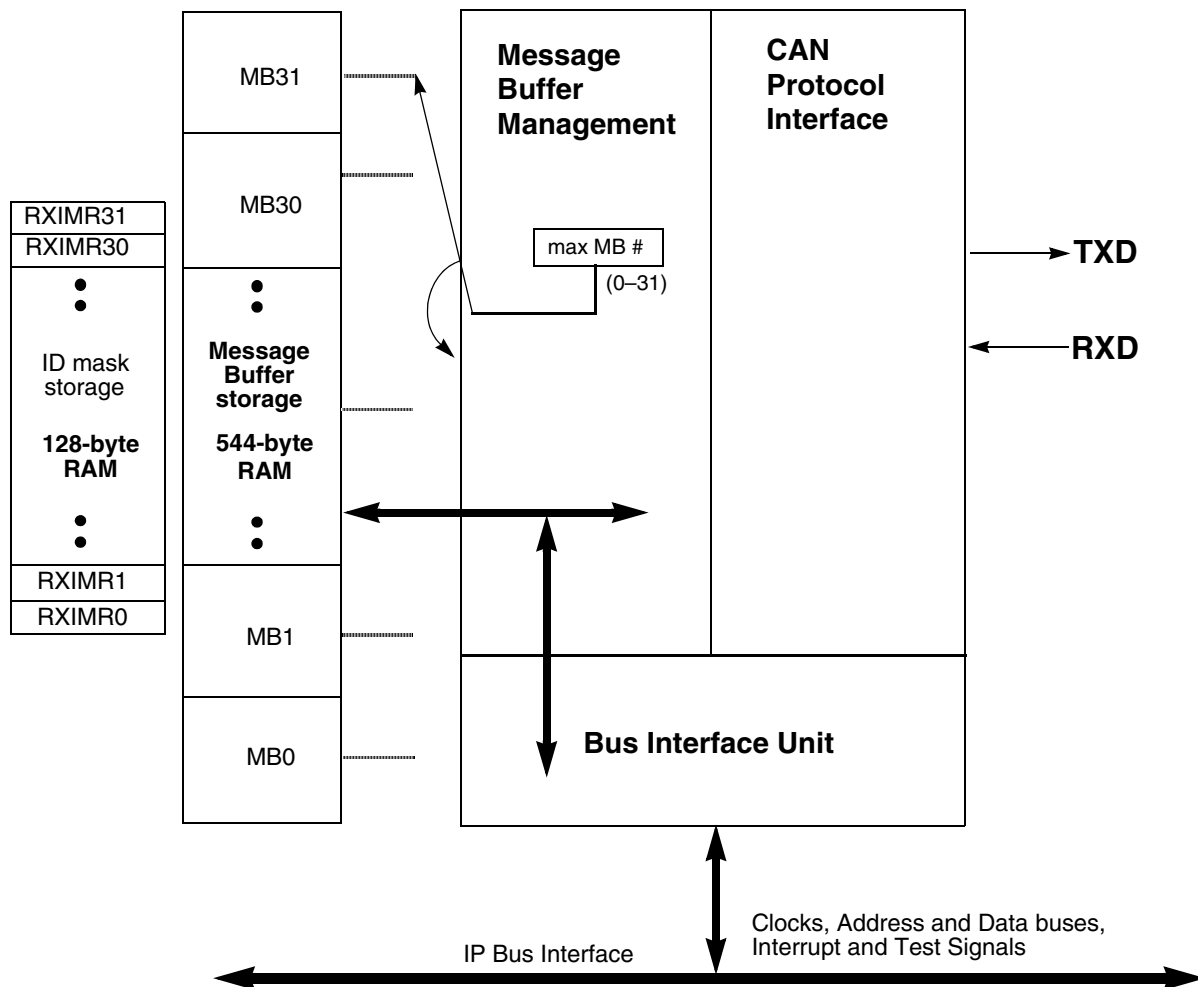 RXIMR31
RXIMR30
ID mask
storage
128-byte
RAM
RXIMR1
RXIMR0
MB31
MB30
Message
Buffer
storage
544-byte
RAM
MB1
MB0
Message
Buffer
Management
max MB #
(0–31)
CAN
Protocol
Interface
TXD
RXD
Bus Interface Unit
Clocks, Address and Data buses,
Interrupt and Test Signals
IP Bus Interface